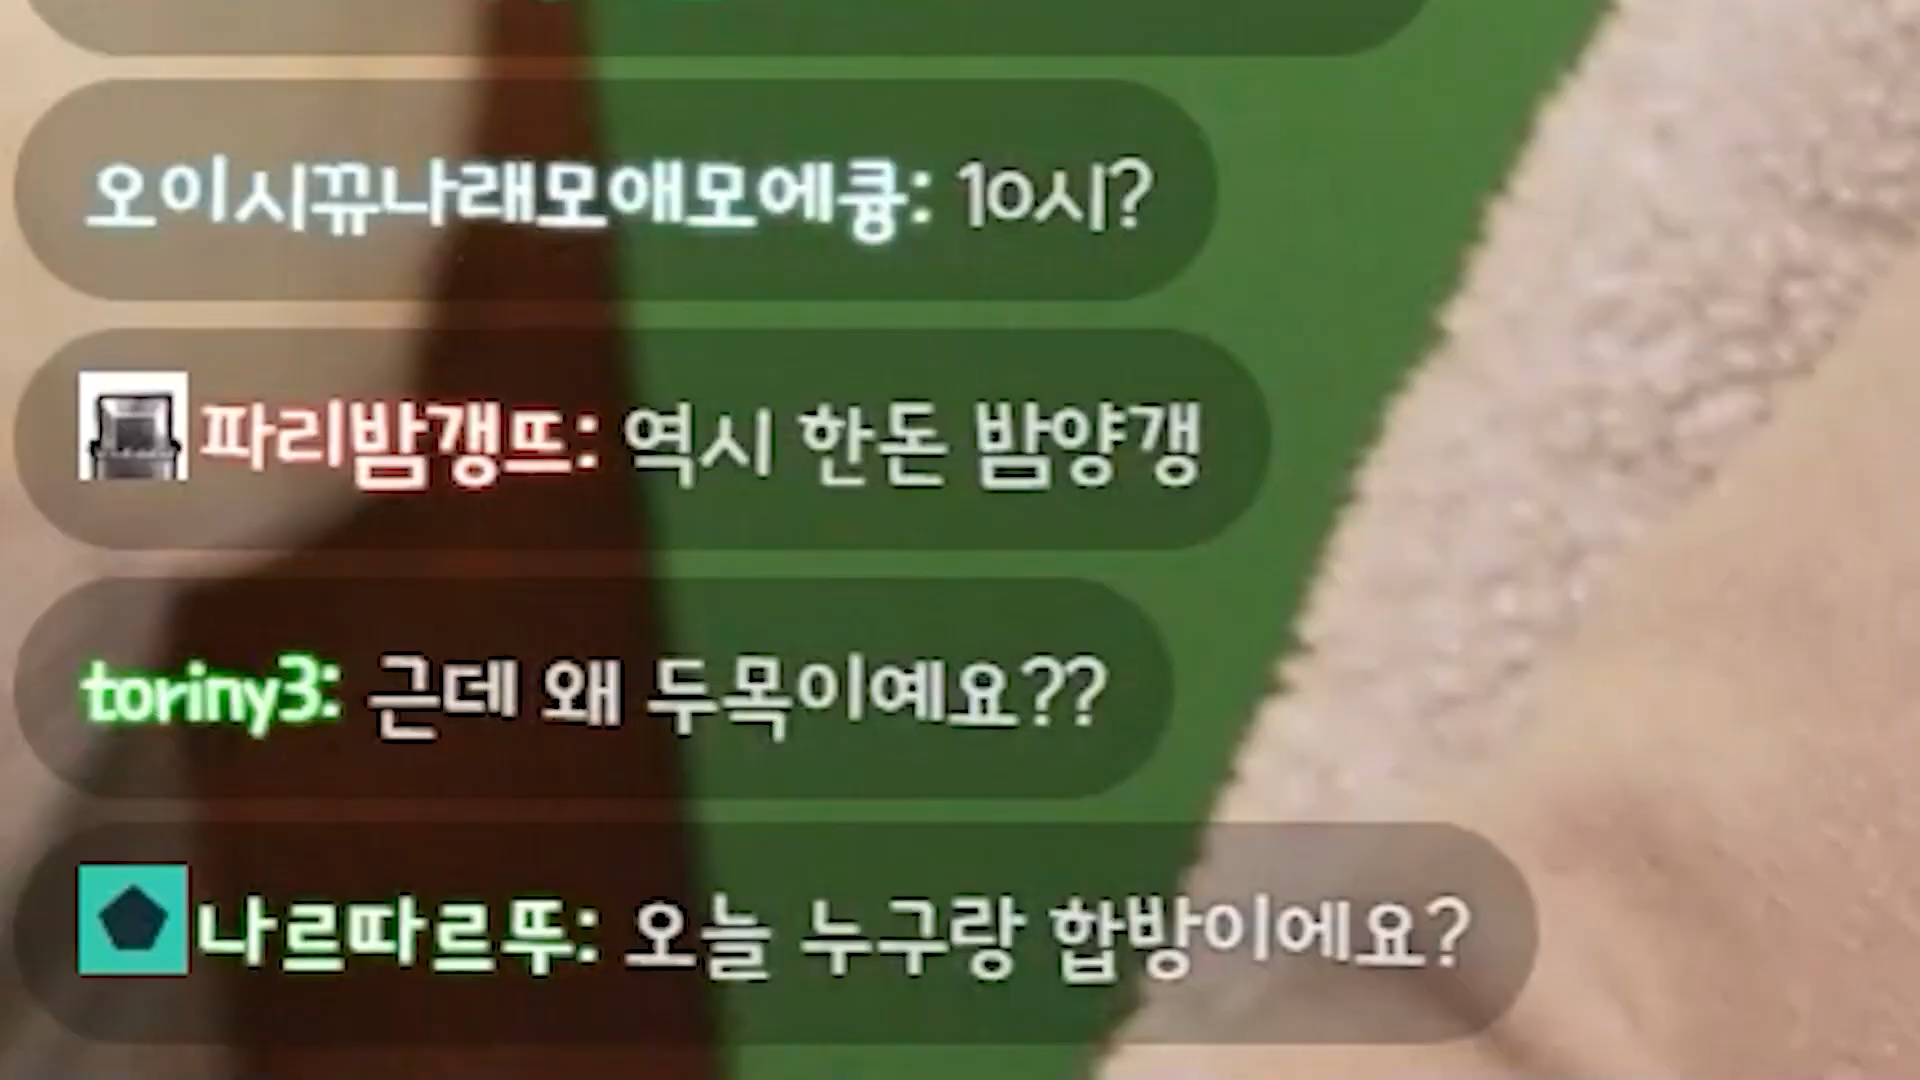 오이시뀨나래모애모에큥: 10시?
파리밤갱뜨: 역시 한돈 밤양갱
toriny3: 근데 왜 두목이예요??
나르따르뚜: 오늘 누구랑 합방이에요?